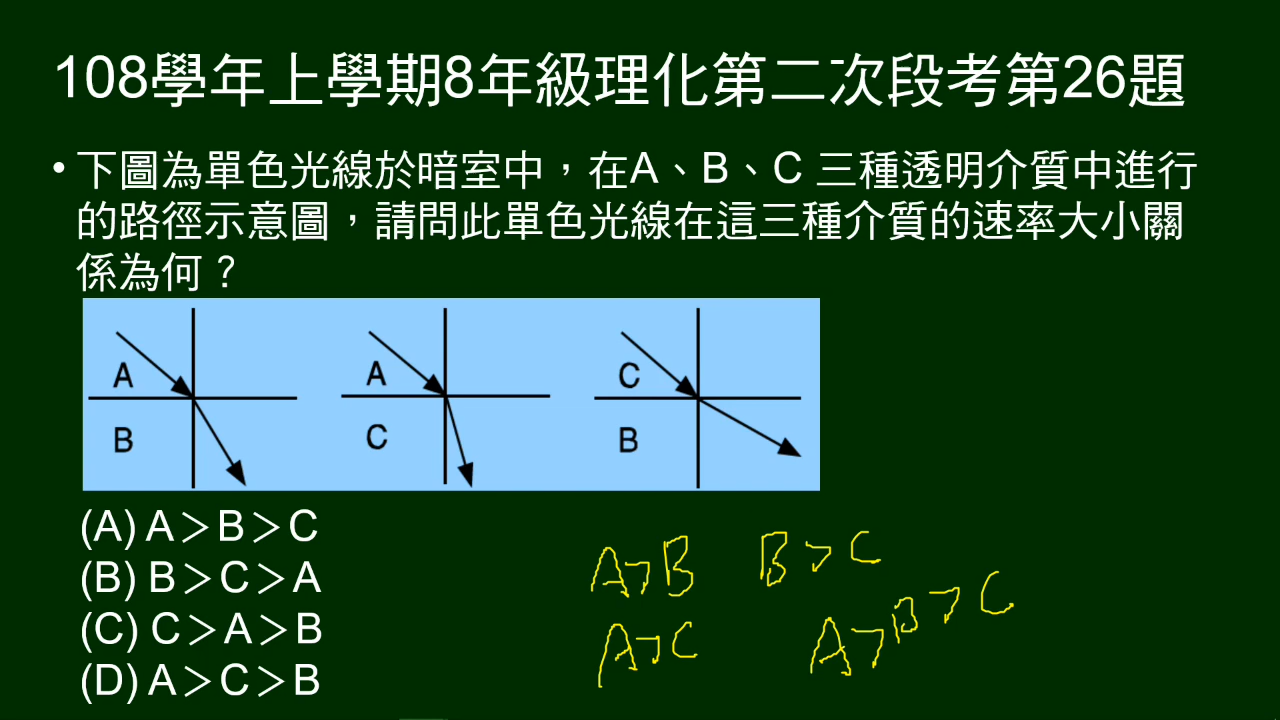 108學年上學期8年級理化第二次段考第26題
• 下圖為單色光線於暗室中，在A、B、C 三種透明介質中進行
的路徑示意圖，請問此單色光線在這三種介質的速率大小關
係為何？
A A C
B C B
(A) A＞B＞C
(B) B＞C＞A
(C) C＞A＞B
(D) A＞C＞B
A>B B>C
A>C A>B>C